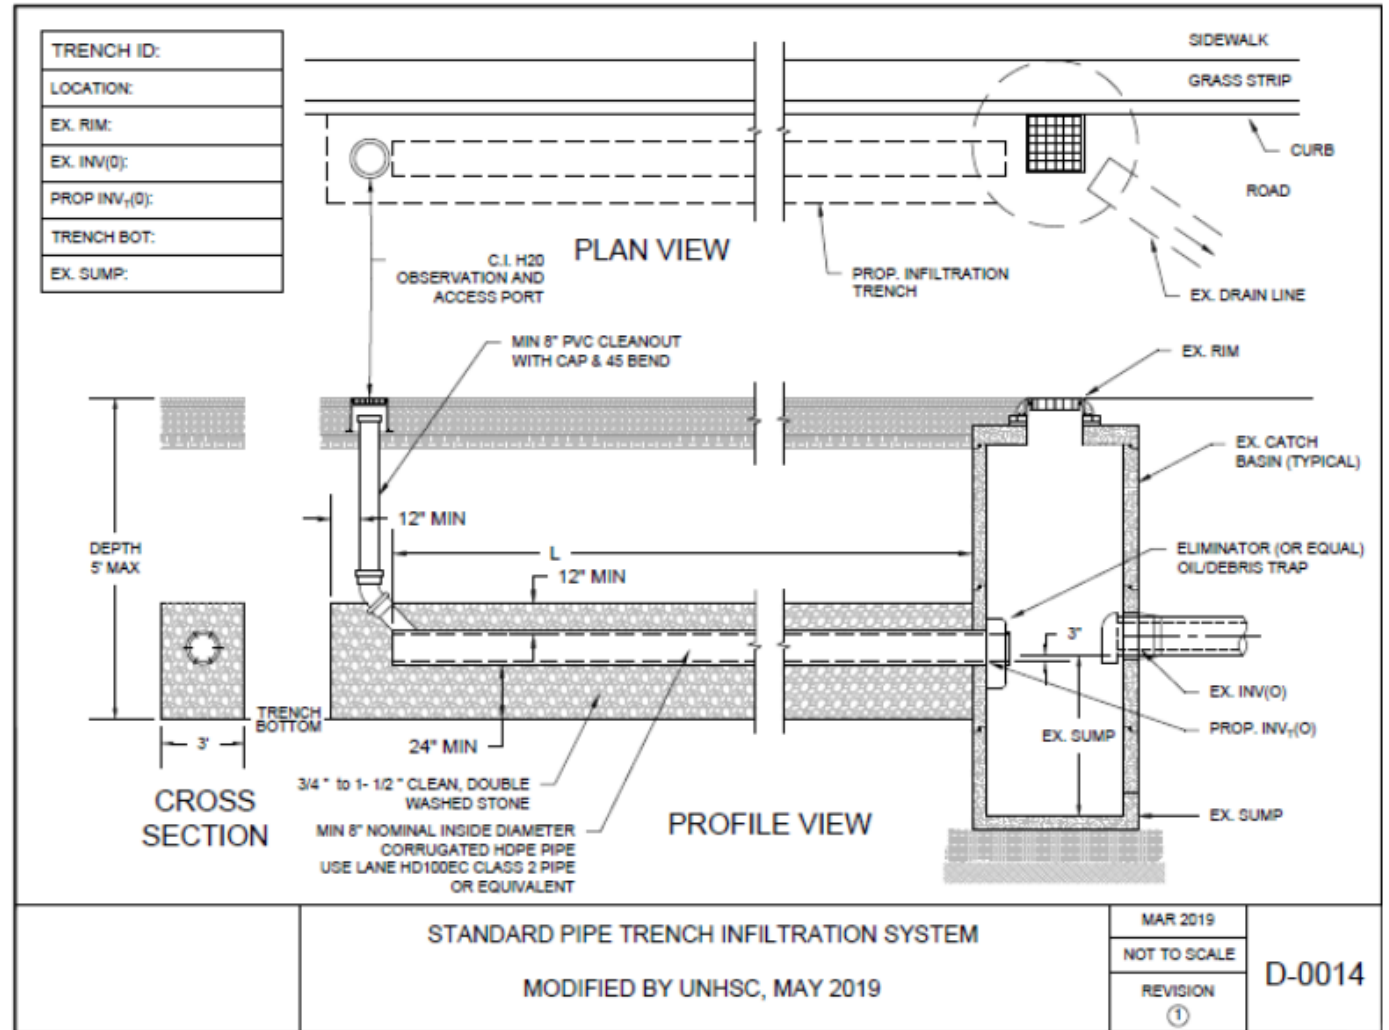 TRENCH ID:
LOCATION:
EX. RIM:
EX. INV(0):
PROP INVT(0):
TRENCH BOT:
EX. SUMP:
SIDEWALK
GRASS STRIP
CURB
ROAD
PLAN VIEW
C.I. H20
OBSERVATION AND
ACCESS PORT
PROP. INFILTRATION
TRENCH
EX. DRAIN LINE
MIN 8" PVC CLEANOUT
WITH CAP & 45 BEND
EX. RIM
EX. CATCH
BASIN (TYPICAL)
12" MIN
DEPTH
5' MAX
L
12" MIN
ELIMINATOR (OR EQUAL)
OIL/DEBRIS TRAP
3"
EX. INV(O)
TRENCH
BOTTOM
PROP. INVT(O)
EX. SUMP
3'
24" MIN
3/4 " to 1- 1/2 " CLEAN, DOUBLE
WASHED STONE
CROSS
SECTION
PROFILE VIEW
EX. SUMP
MIN 8" NOMINAL INSIDE DIAMETER
CORRUGATED HDPE PIPE
USE LANE HD100EC CLASS 2 PIPE
OR EQUIVALENT
STANDARD PIPE TRENCH INFILTRATION SYSTEM
MODIFIED BY UNHSC, MAY 2019
MAR 2019
NOT TO SCALE
REVISION
1
D-0014